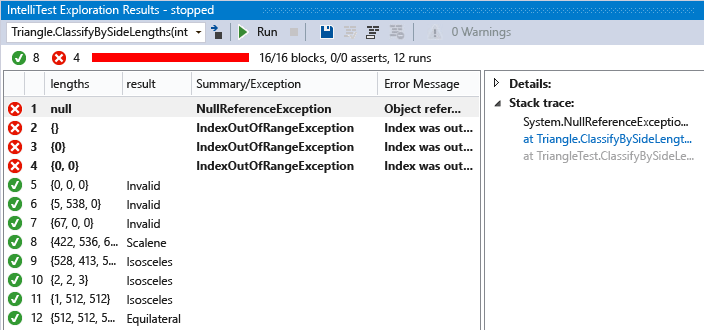 IntelliTest Exploration Results - stopped
Triangle.ClassifyBySideLengths(int Run 0 Warnings
8 4 16/16 blocks, 0/0 asserts, 12 runs
lengths result Summary/Exception Error Message
1 null NullReferenceException Object refer...
2 {} IndexOutOfRangeException Index was out...
3 {0} IndexOutOfRangeException Index was out...
4 {0, 0} IndexOutOfRangeException Index was out...
5 {0, 0, 0} Invalid
6 {5, 538, 0} Invalid
7 {67, 0, 0} Invalid
8 {422, 536, 6... Scalene
9 {528, 413, 5... Isosceles
10 {2, 2, 3} Isosceles
11 {1, 512, 512} Isosceles
12 {512, 512, 5... Equilateral
Details:
Stack trace:
System.NullReferenceExceptio...
at Triangle.ClassifyBySideLengt...
at TriangleTest.ClassifyBySideLe...